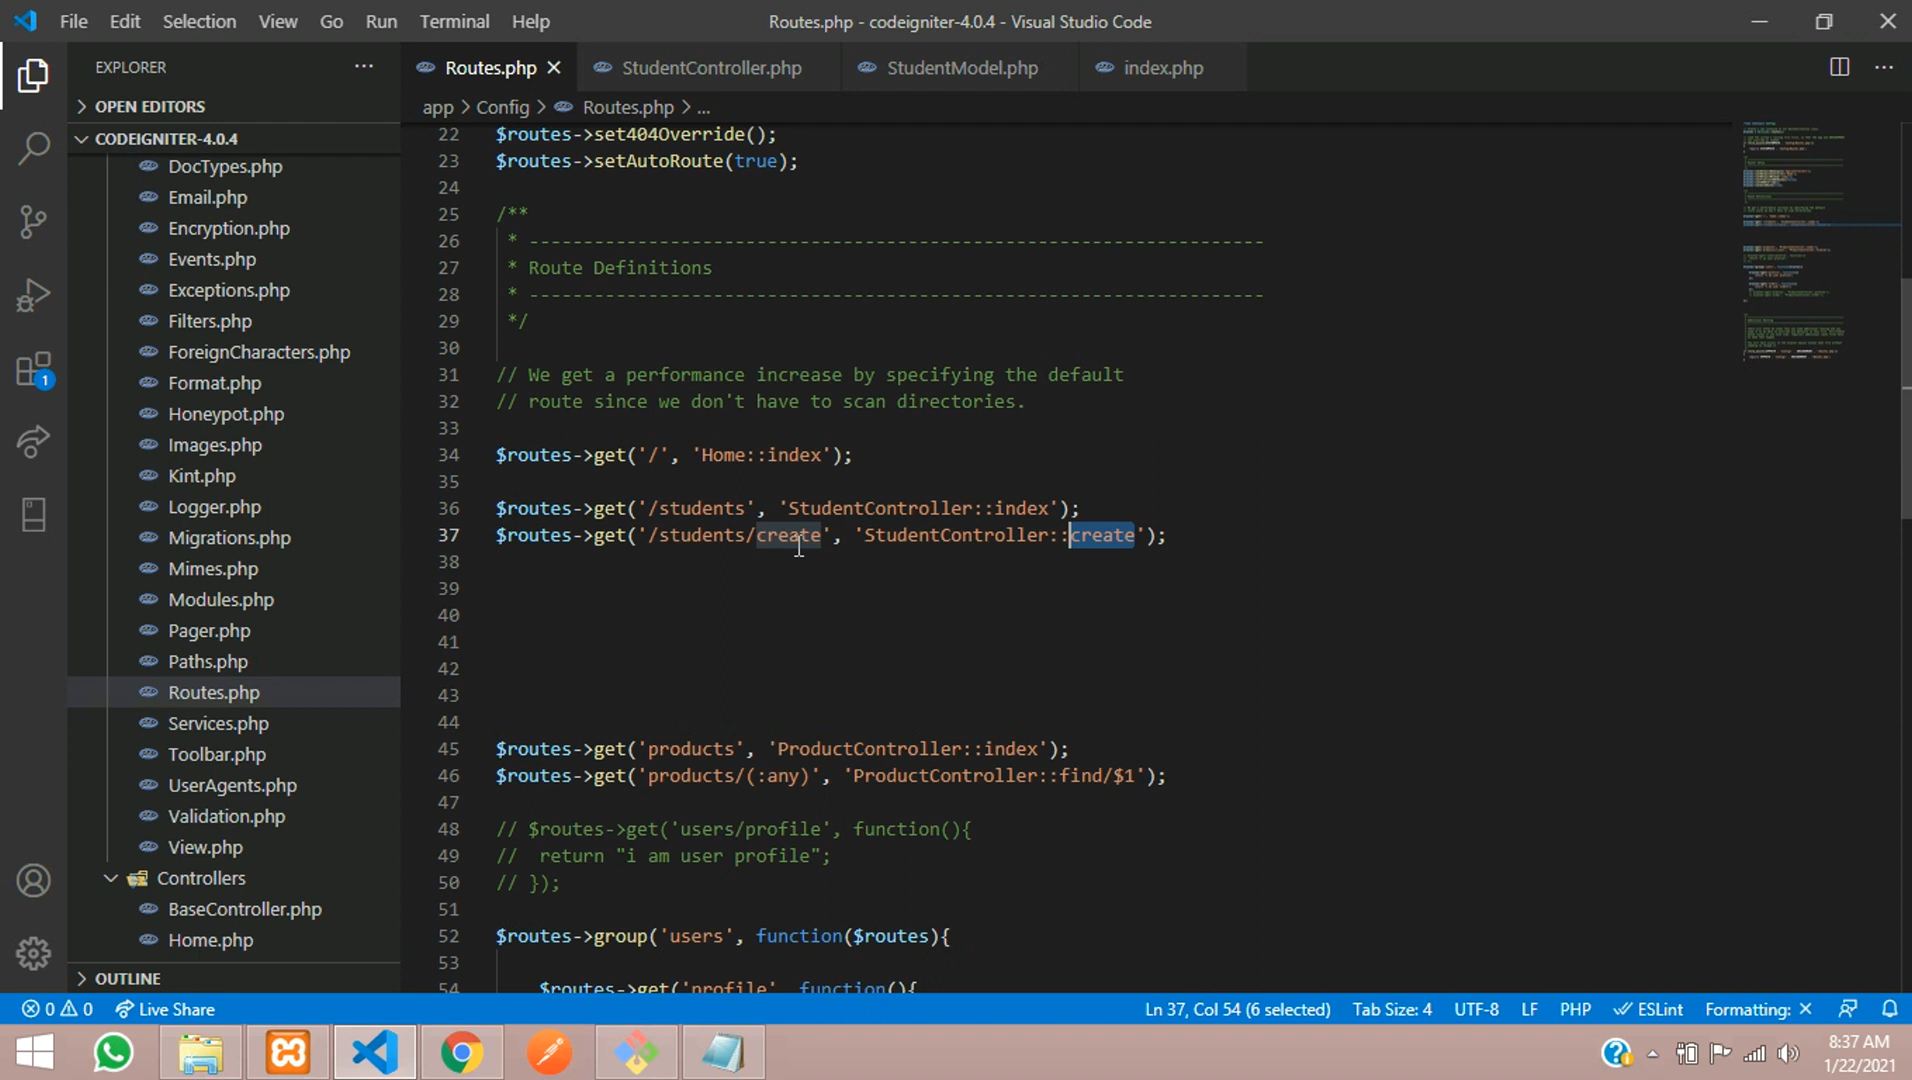 File Edit Selection View Go Run Terminal Help
Routes.php - codeigniter-4.0.4 - Visual Studio Code
EXPLORER
Routes.php
StudentController.php
StudentModel.php
index.php
app > Config > Routes.php > ...
OPEN EDITORS
CODEIGNITER-4.0.4
DocTypes.php
Email.php
Encryption.php
Events.php
Exceptions.php
Filters.php
ForeignCharacters.php
Format.php
Honeypot.php
Images.php
Kint.php
Logger.php
Migrations.php
Mimes.php
Modules.php
Pager.php
Paths.php
Routes.php
Services.php
Toolbar.php
UserAgents.php
Validation.php
View.php
Controllers
BaseController.php
Home.php
OUTLINE
22 $routes->set404Override();
23 $routes->setAutoRoute(true);
24
25 /**
26 * --------------------------------------------------------------------
27 * Route Definitions
28 * --------------------------------------------------------------------
29 */
30
31 // We get a performance increase by specifying the default
32 // route since we don't have to scan directories.
33
34 $routes->get('/', 'Home::index');
35
36 $routes->get('/students', 'StudentController::index');
37 $routes->get('/students/create', 'StudentController::create');
38
39
40
41
42
43
44
45 $routes->get('products', 'ProductController::index');
46 $routes->get('products/(:any)', 'ProductController::find/$1');
47
48 // $routes->get('users/profile', function(){
49 // return "i am user profile";
50 // });
51
52 $routes->group('users', function($routes){
53
54 $routes->get('profile', function(){
1
0 0 Live Share
Ln 37, Col 54 (6 selected) Tab Size: 4 UTF-8 LF PHP ESLint Formatting: ×
8:37 AM
1/22/2021